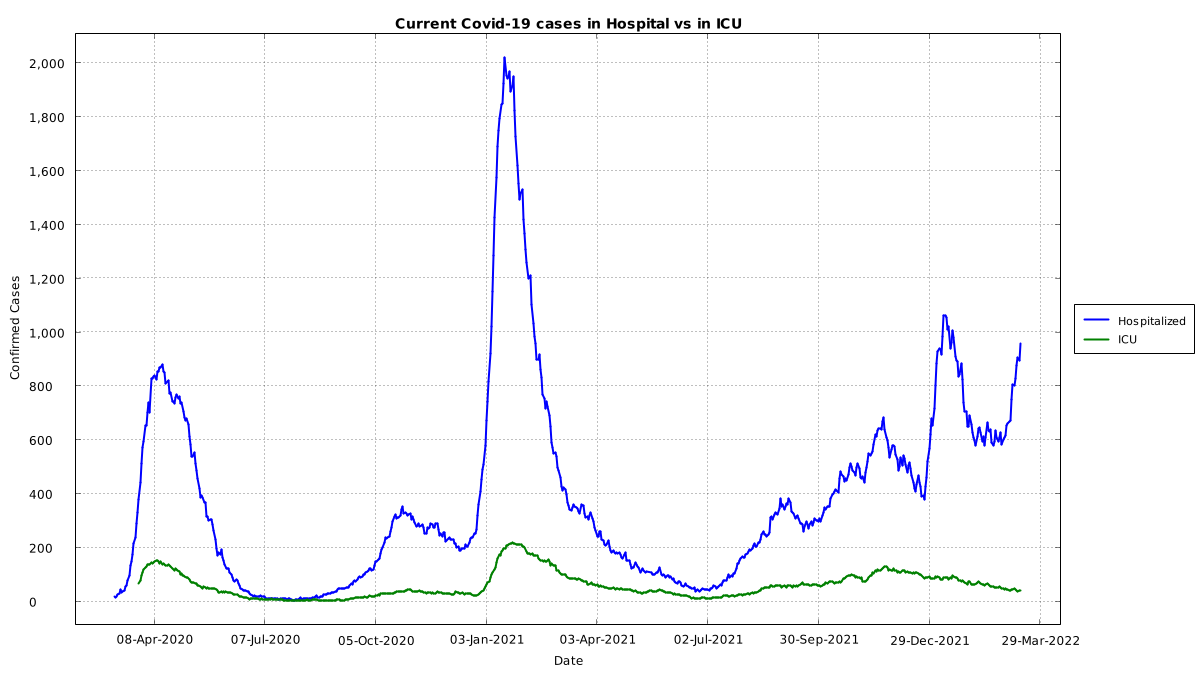 Current Covid-19 cases in Hospital vs in ICU
2,000
1,800
1,600
1,400
1,200
1,000
800
600
400
200
0
Confirmed Cases
08-Apr-2020 07-Jul-2020 05-Oct-2020 03-Jan-2021 03-Apr-2021 02-Jul-2021 30-Sep-2021 29-Dec-2021 29-Mar-2022
Date
Hospitalized
ICU